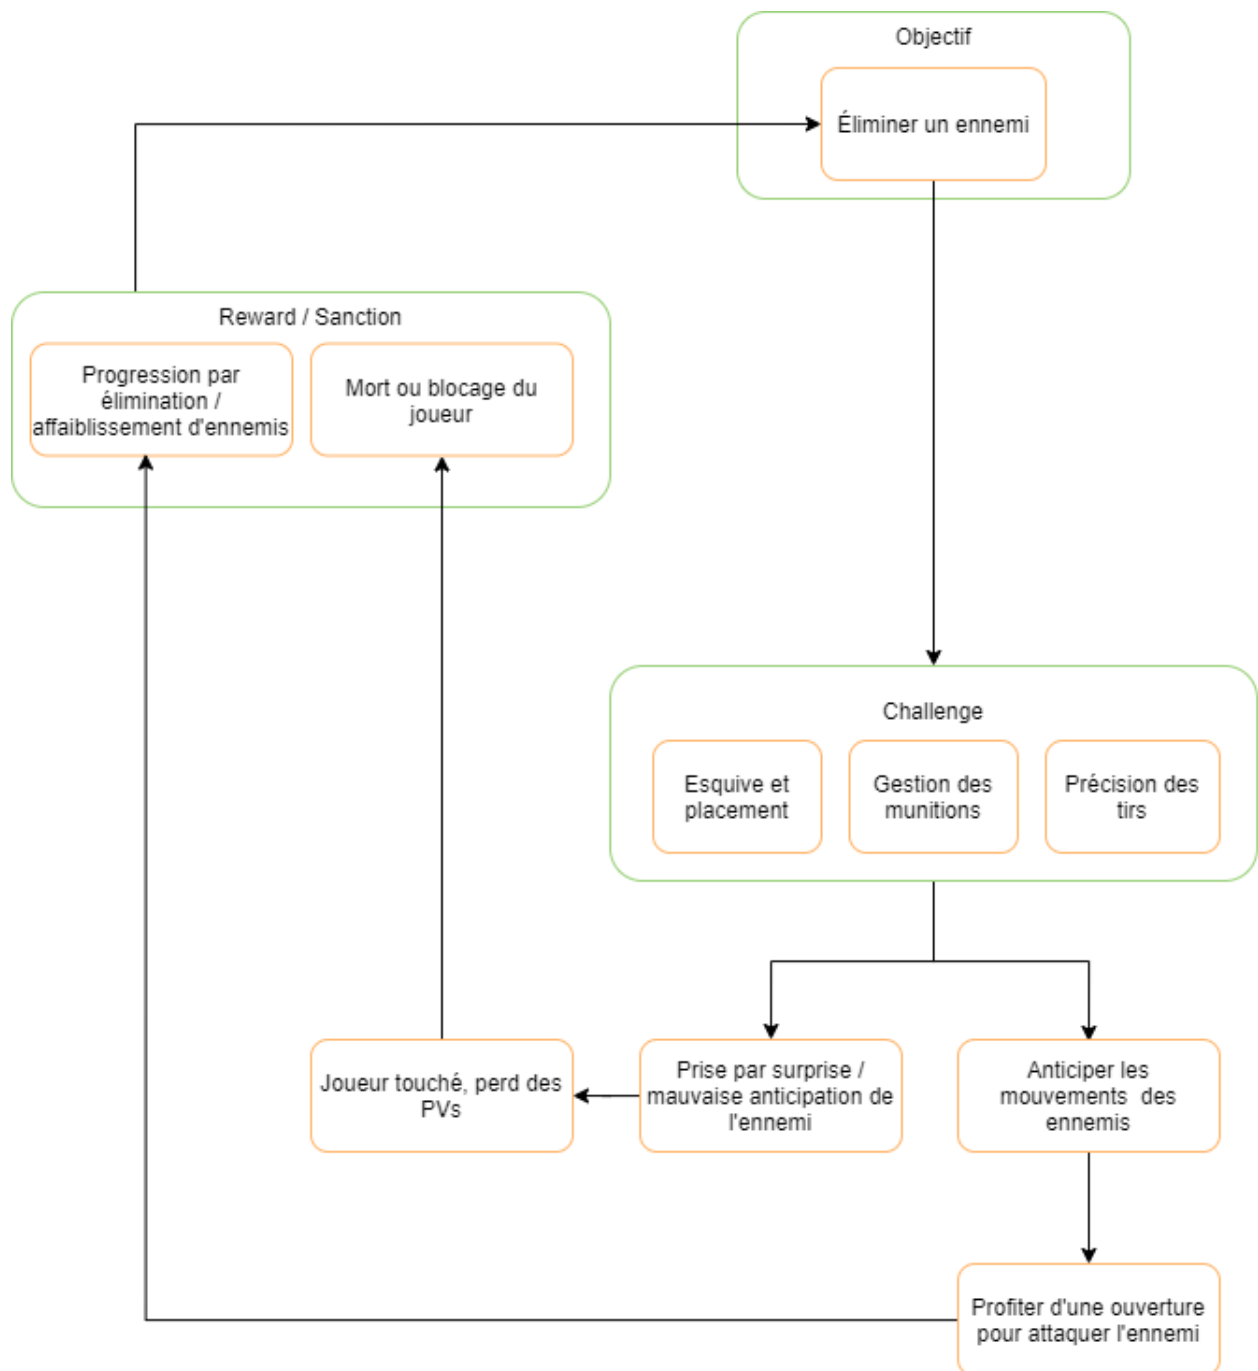 Objectif
Éliminer un ennemi
Reward / Sanction
Progression par
élimination /
affaiblissement d'ennemis
Mort ou blocage du
joueur
Challenge
Esquive et
placement
Gestion des
munitions
Précision des
tirs
Joueur touché, perd des
PVs
Prise par surprise /
mauvaise anticipation de
l'ennemi
Anticiper les
mouvements des
ennemis
Profiter d'une ouverture
pour attaquer l'ennemi